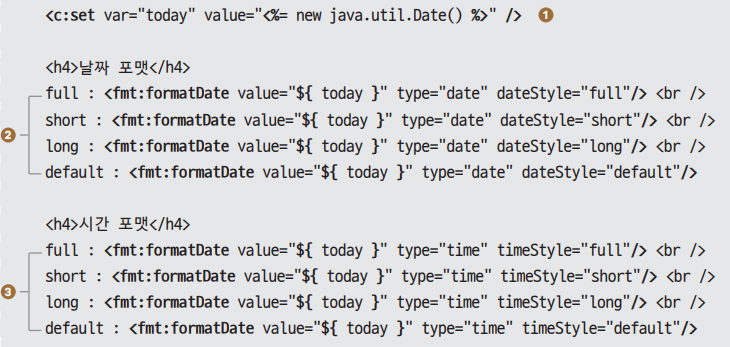 <c:set var="today" value="<%= new java.util.Date() %>" /> 1
<h4>날짜 포맷</h4>
full : <fmt:formatDate value="${ today }" type="date" dateStyle="full"/> <br />
short : <fmt:formatDate value="${ today }" type="date" dateStyle="short"/> <br />
2
long : <fmt:formatDate value="${ today }" type="date" dateStyle="long"/> <br />
default : <fmt:formatDate value="${ today }" type="date" dateStyle="default"/>
<h4>시간 포맷</h4>
full : <fmt:formatDate value="${ today }" type="time" timeStyle="full"/> <br />
short : <fmt:formatDate value="${ today }" type="time" timeStyle="short"/> <br />
3
long : <fmt:formatDate value="${ today }" type="time" timeStyle="long"/> <br />
default : <fmt:formatDate value="${ today }" type="time" timeStyle="default"/>